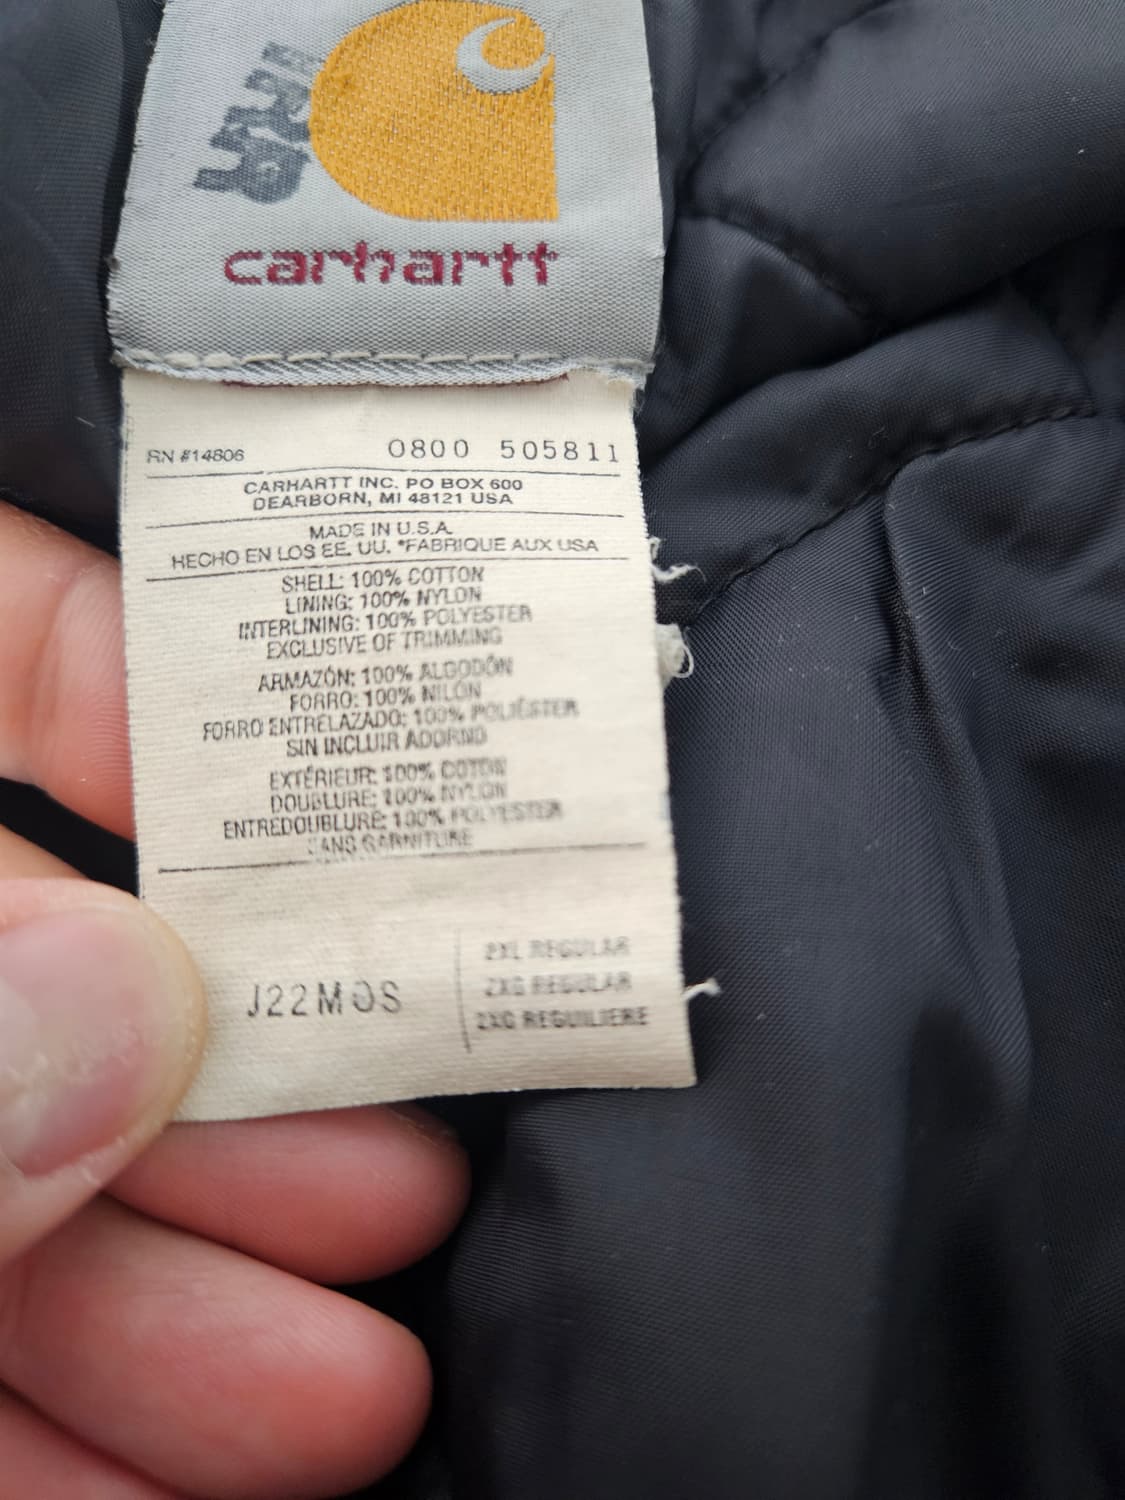 carhartt
RN #14806 0800 505811
CARHARTT INC. PO BOX 600
DEARBORN, MI 48121 USA
MADE IN U.S.A.
HECHO EN LOS EE. UU. *FABRIQUE AUX USA
SHELL: 100% COTTON
LINING: 100% NYLON
INTERLINING: 100% POLYESTER
EXCLUSIVE OF TRIMMING
ARMAZÓN: 100% ALGODÓN
FORRO: 100% NILÓN
FORRO ENTRELAZADO: 100% POLIÉSTER
SIN INCLUIR ADORNO
EXTÉRIEUR: 100% COTON
DOUBLURE: 100% NYLON
ENTREDOUBLURE: 100% POLYESTER
SANS GARNITURE
2XL REGULAR
J22MOS 2XG REGULAR
2XG REGUILIERE